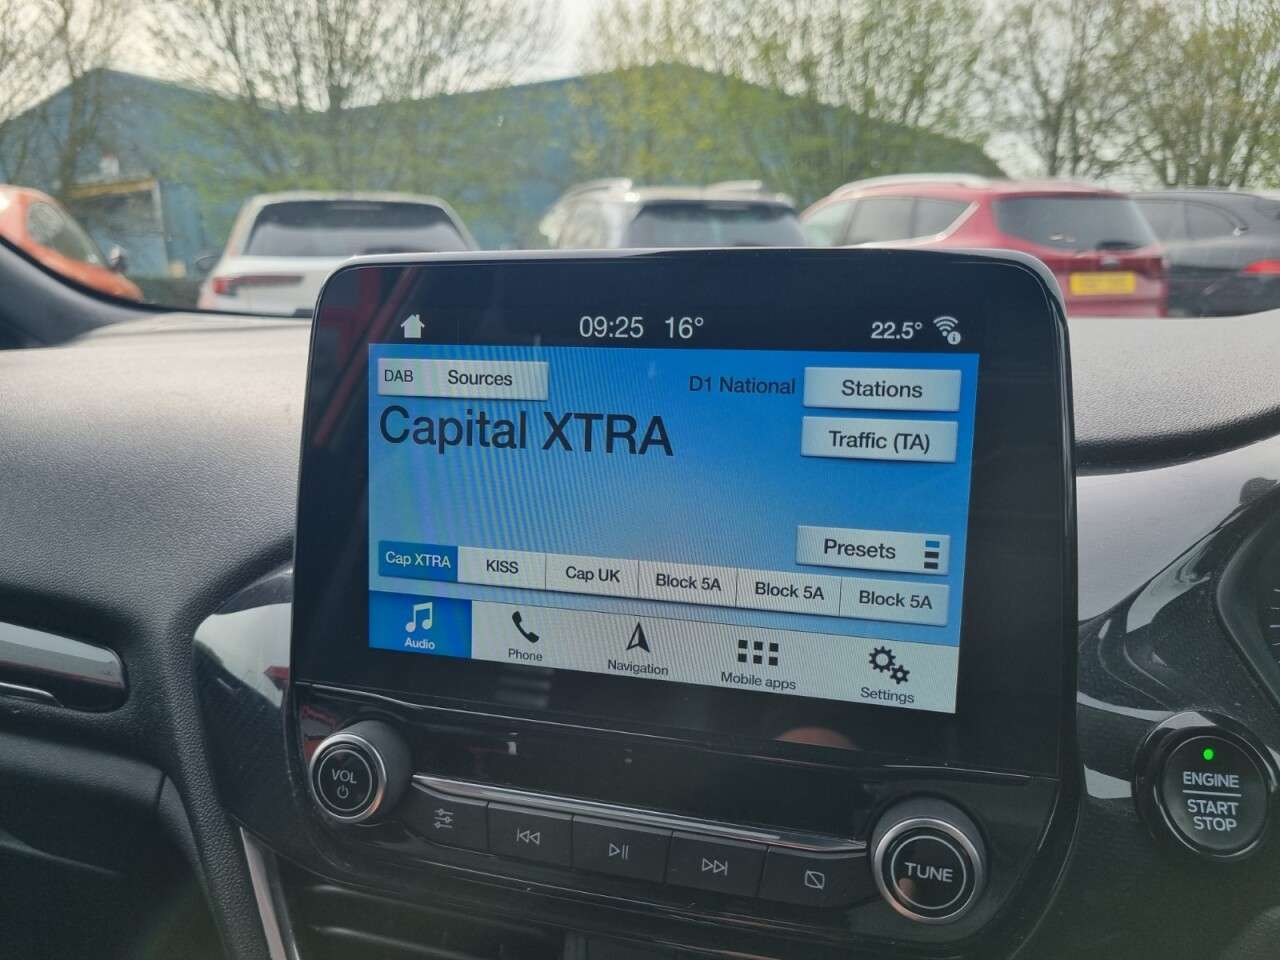 09:25 16° 22.5°
DAB Sources D1 National Stations
Capital XTRA
Traffic (TA)
Presets
Cap XTRA KISS Cap UK Block 5A Block 5A Block 5A
Audio Phone Navigation Mobile apps Settings
VOL
TUNE
ENGINE
START
STOP